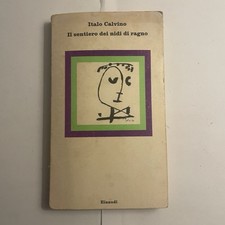 Italo Calvino
Il sentiero dei nidi di ragno
Einaudi